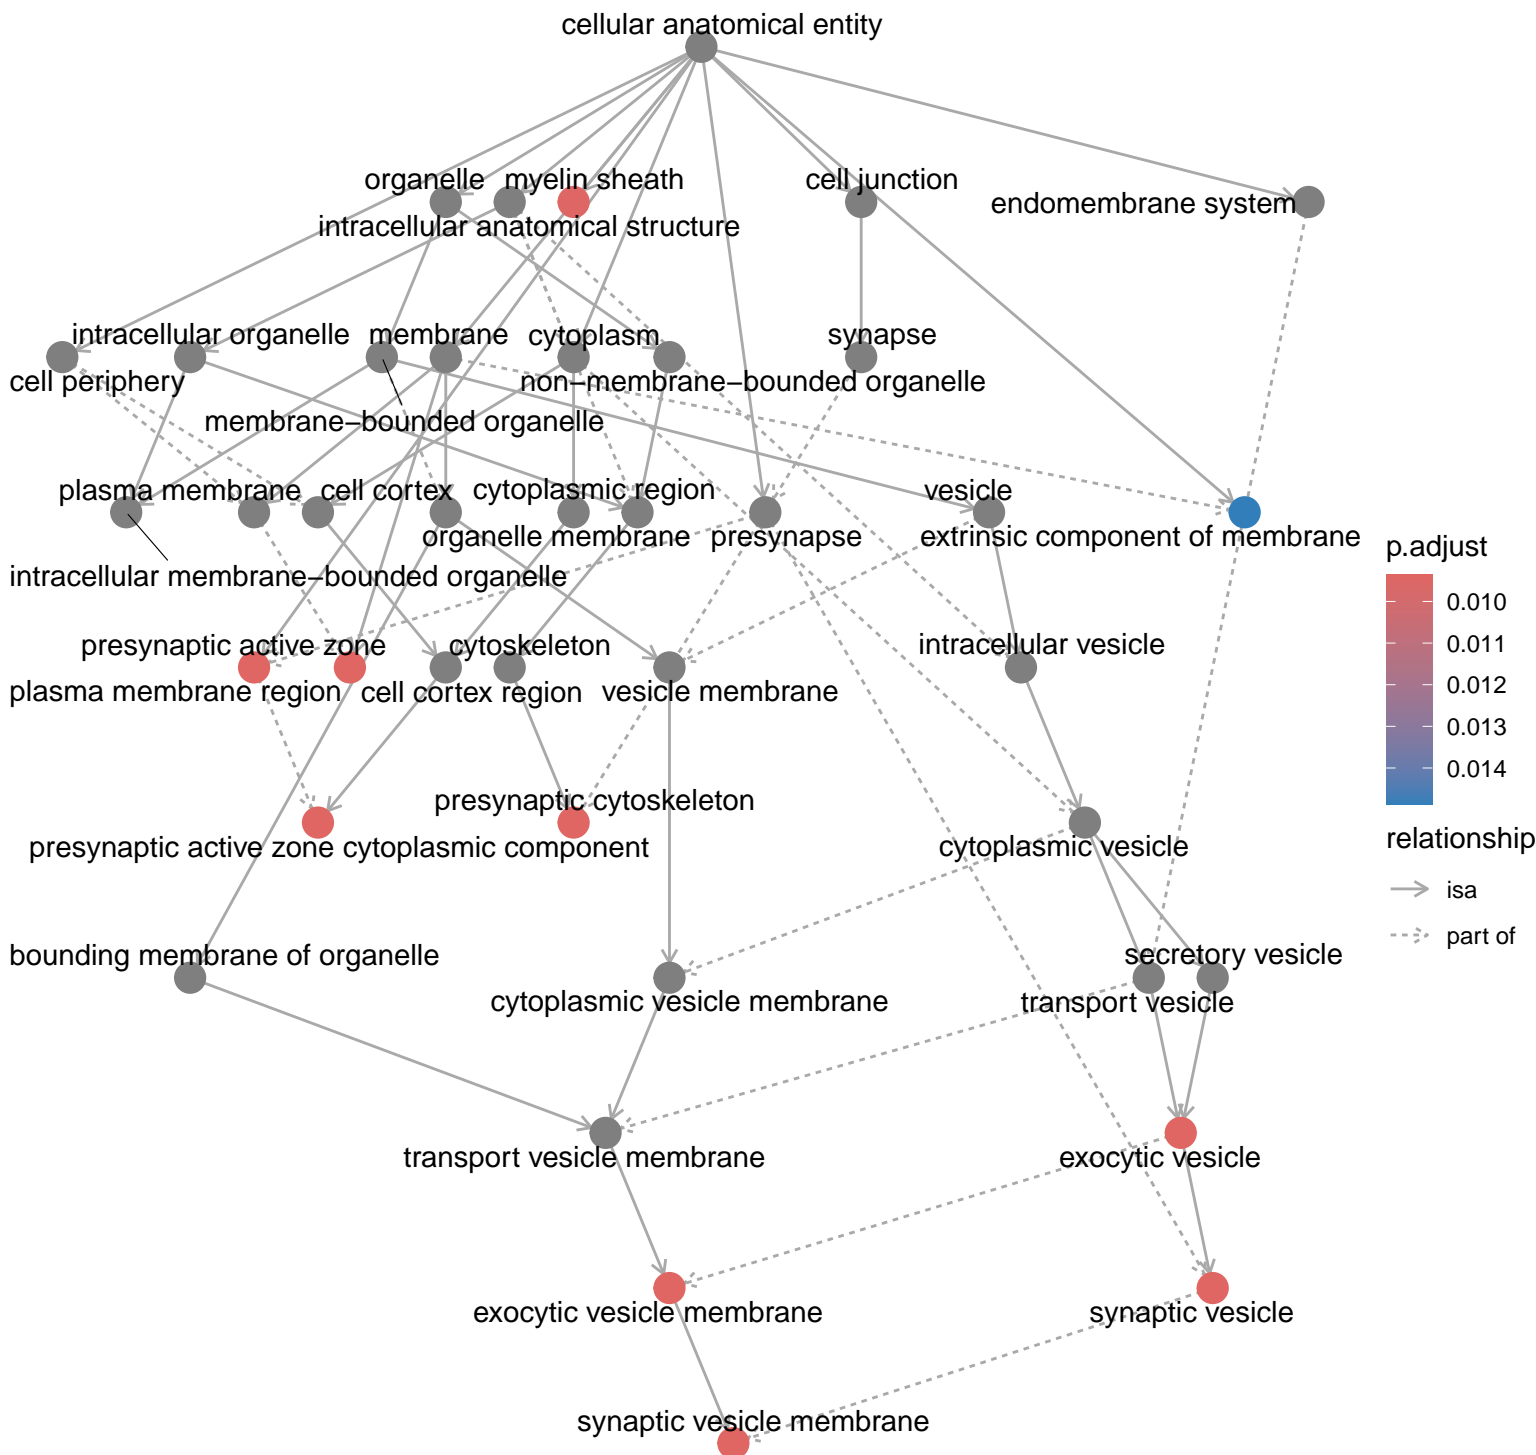 cellular anatomical entity
organelle
myelin sheath
cell junction
endomembrane system
intracellular anatomical structure
intracellular organelle
membrane
cytoplasm
synapse
cell periphery
non−membrane−bounded organelle
membrane−bounded organelle
plasma membrane
cell cortex
cytoplasmic region
vesicle
organelle membrane
presynapse
extrinsic component of membrane
intracellular membrane−bounded organelle
presynaptic active zone
cytoskeleton
intracellular vesicle
plasma membrane region
cell cortex region
vesicle membrane
presynaptic cytoskeleton
presynaptic active zone cytoplasmic component
cytoplasmic vesicle
bounding membrane of organelle
secretory vesicle
cytoplasmic vesicle membrane
transport vesicle
transport vesicle membrane
exocytic vesicle
exocytic vesicle membrane
synaptic vesicle
synaptic vesicle membrane
p.adjust
0.010
0.011
0.012
0.013
0.014
relationship
isa
part of